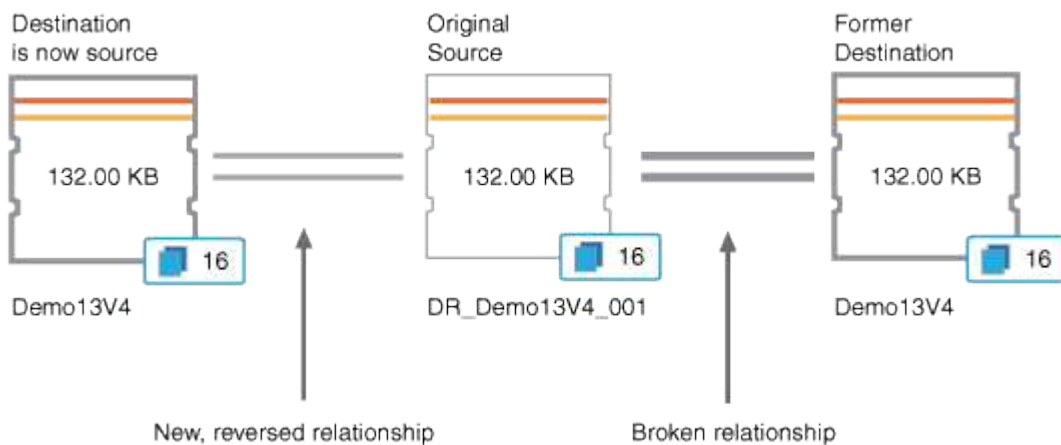 Destination
is now source
Original
Source
Former
Destination
132.00 KB
132.00 KB
132.00 KB
16
16
16
Demo13V4
DR_Demo13V4_001
Demo13V4
New, reversed relationship
Broken relationship